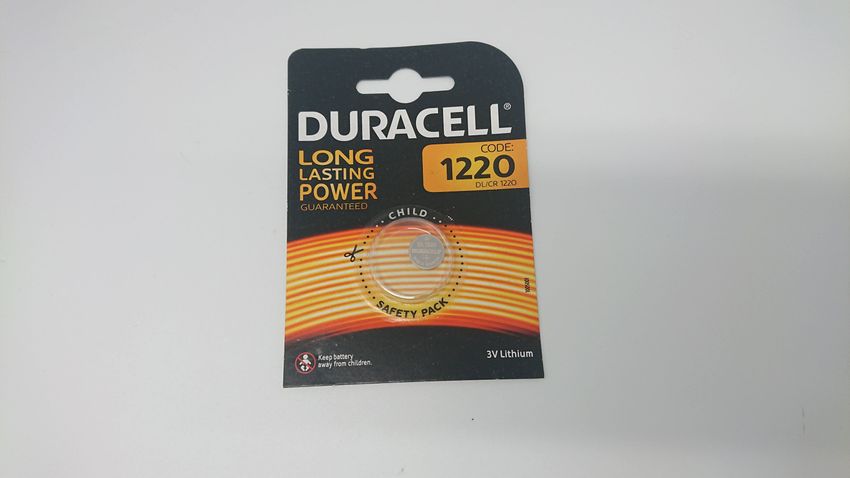 DURACELL®
LONG
LASTING
POWER
GUARANTEED
CODE:
1220
DL/CR 1220
CHILD
DURACELL
SAFETY PACK
Keep battery
away from children.
3V Lithium